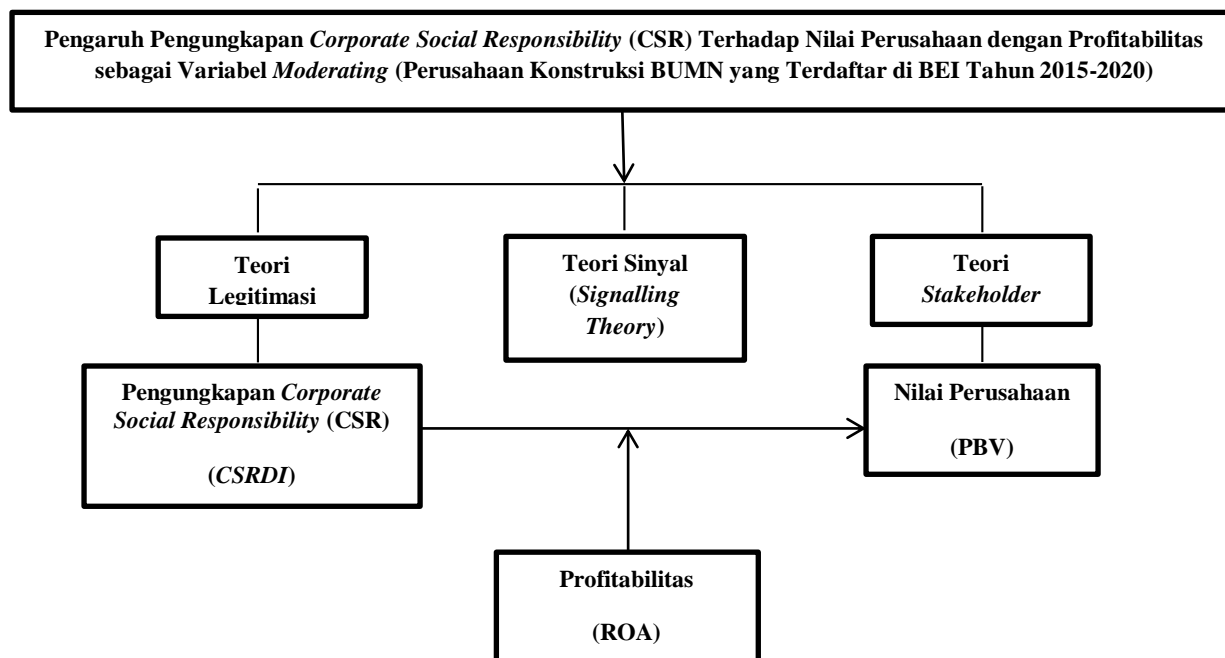 Pengaruh Pengungkapan Corporate Social Responsibility (CSR) Terhadap Nilai Perusahaan dengan Profitabilitas
sebagai Variabel Moderating (Perusahaan Konstruksi BUMN yang Terdaftar di BEI Tahun 2015-2020)
Teori
Legitimasi
Teori Sinyal
(Signalling
Theory)
Teori
Stakeholder
Pengungkapan Corporate
Social Responsibility (CSR)
(CSRDI)
Nilai Perusahaan
(PBV)
Profitabilitas
(ROA)